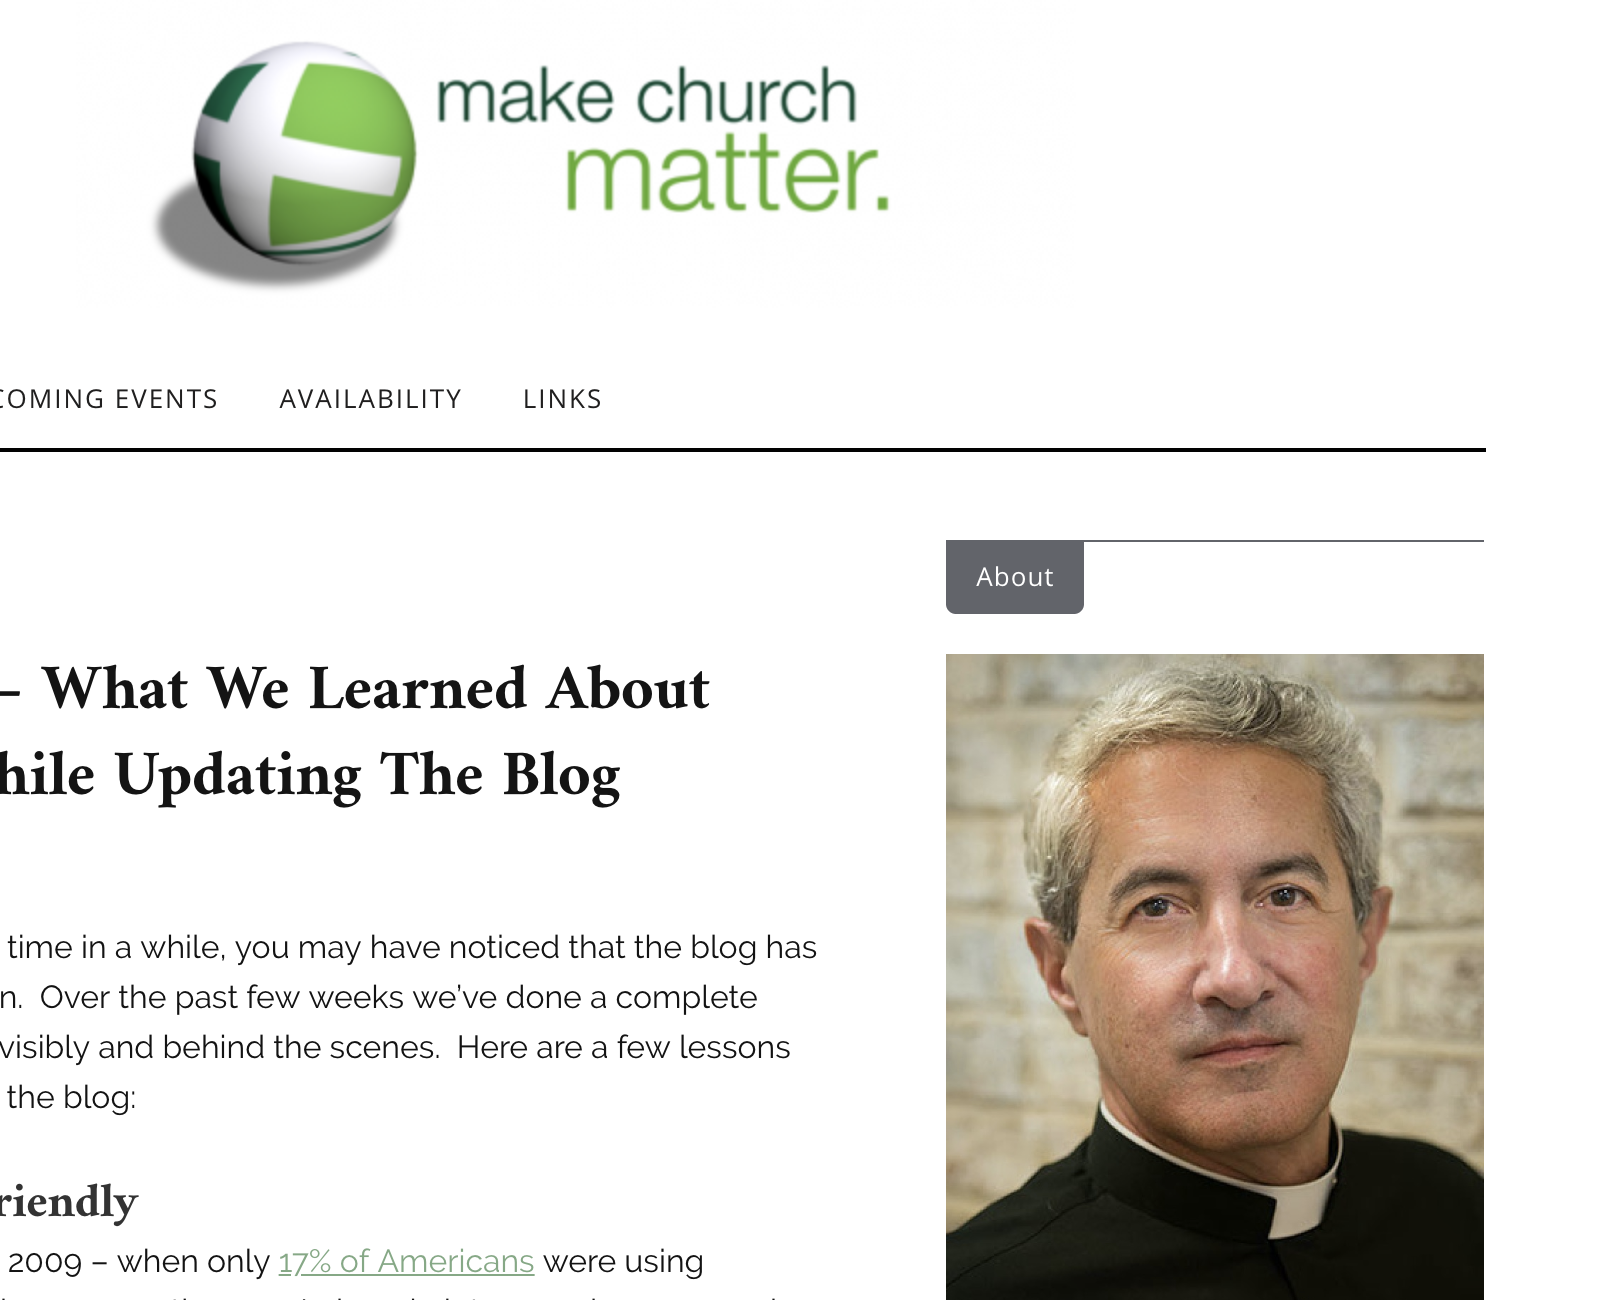 make church
matter.
COMING EVENTS AVAILABILITY LINKS
About
– What We Learned About
hile Updating The Blog
time in a while, you may have noticed that the blog has
n. Over the past few weeks we’ve done a complete
visibly and behind the scenes. Here are a few lessons
the blog:
riendly
2009 – when only 17% of Americans were using